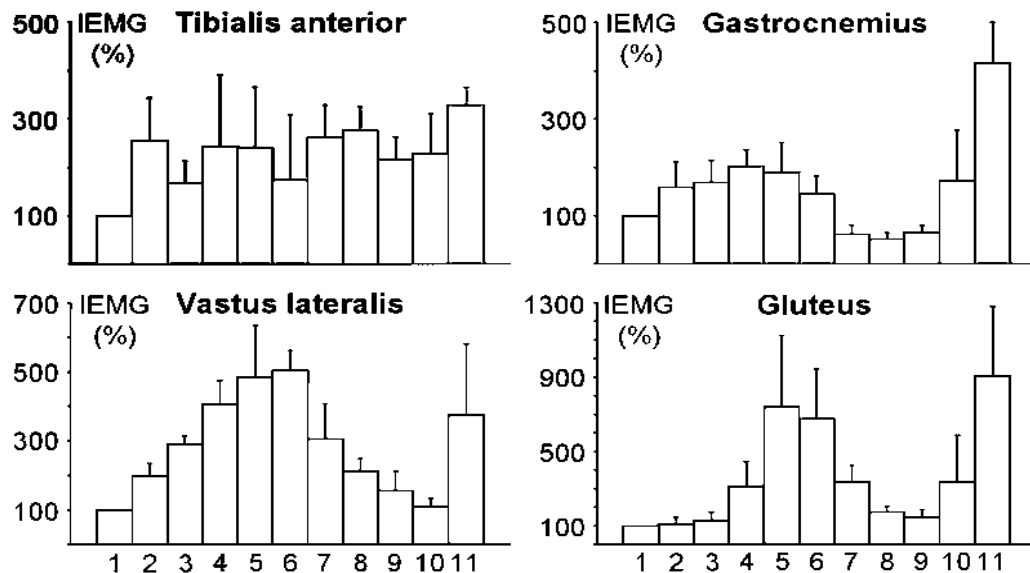 500 IEMG Tibialis anterior
(%)
300
100
500 IEMG Gastrocnemius
(%)
300
100
700 IEMG Vastus lateralis
(%)
500
300
100
1 2 3 4 5 6 7 8 9 10 11
1300 IEMG Gluteus
(%)
900
500
100
1 2 3 4 5 6 7 8 9 10 11